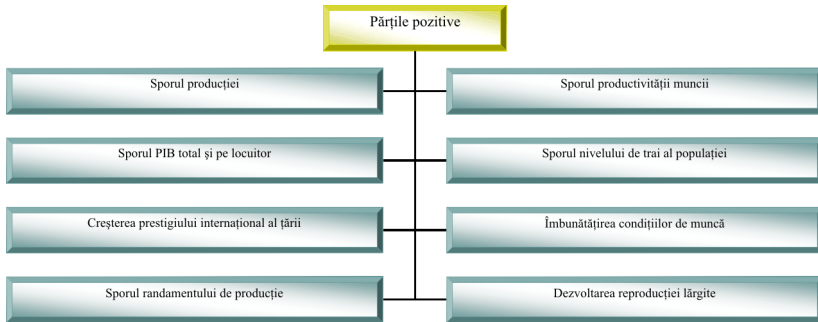 Părțile pozitive
Sporul producției
Sporul productivității muncii
Sporul PIB total și pe locuitor
Sporul nivelului de trai al populației
Creșterea prestigiului internațional al țării
Îmbunătățirea condițiilor de muncă
Sporul randamentului de producție
Dezvoltarea reproducției lărgite